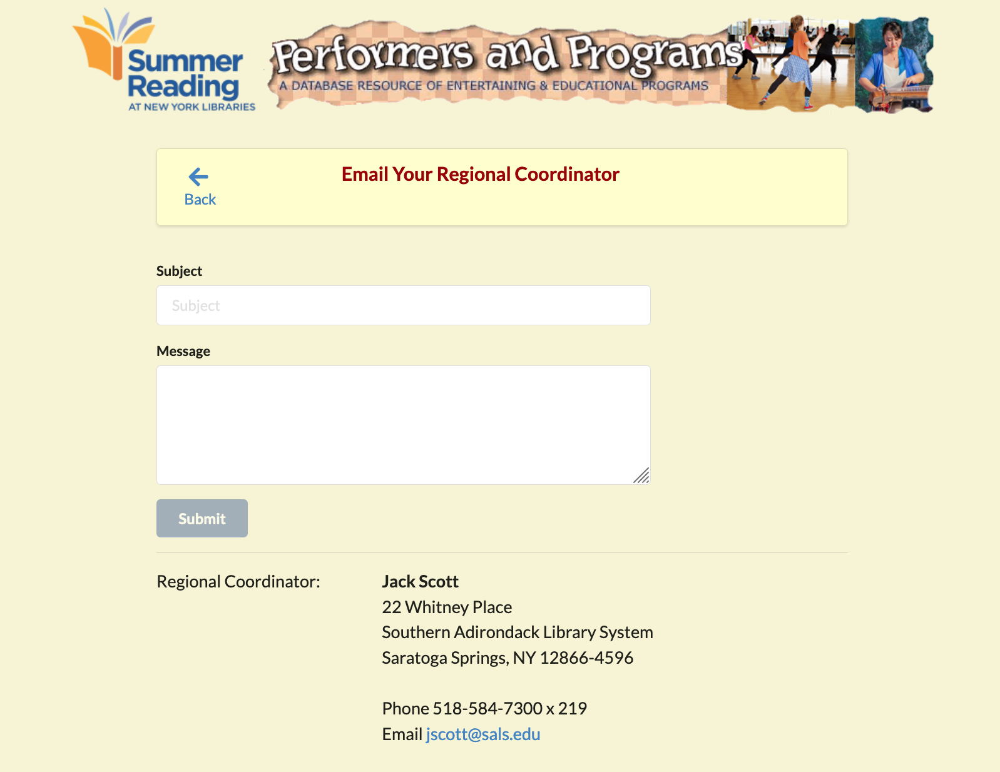 Summer
Reading
AT NEW YORK LIBRARIES
Performers and Programs
A DATABASE RESOURCE OF ENTERTAINING & EDUCATIONAL PROGRAMS
Back
Email Your Regional Coordinator
Subject
Subject
Message
Submit
Regional Coordinator:
Jack Scott
22 Whitney Place
Southern Adirondack Library System
Saratoga Springs, NY 12866-4596
Phone 518-584-7300 x 219
Email jscott@sals.edu